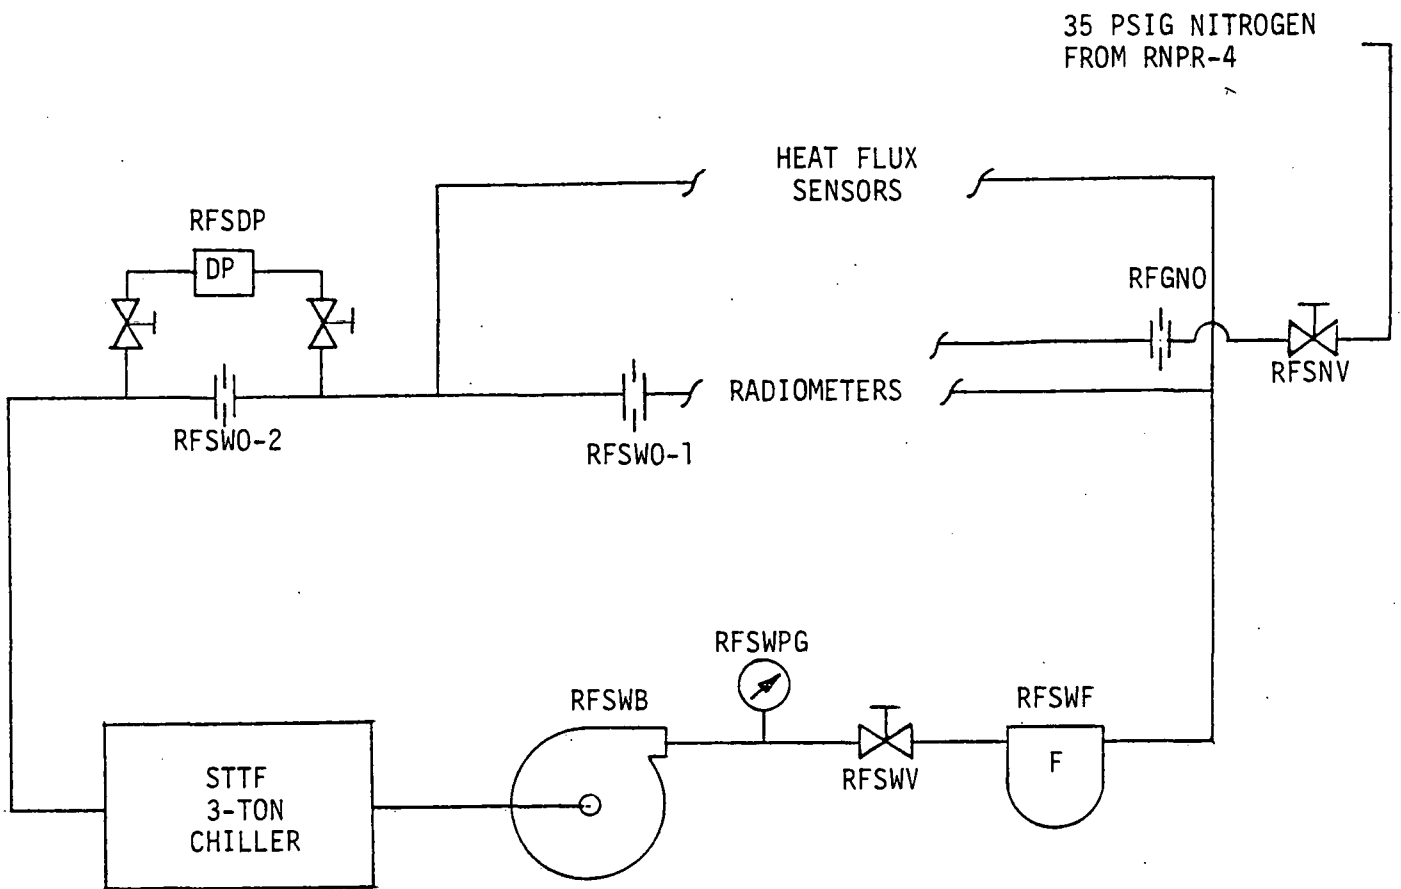 35 PSIG NITROGEN
FROM RNPR-4
HEAT FLUX
SENSORS
RFSDP
DP
RFGNO
RFSNV
RADIOMETERS
RFSWO-2
RFSWO-1
RFSWPG
RFSWB
RFSWF
F
RFSWV
STTF
3-TON
CHILLER